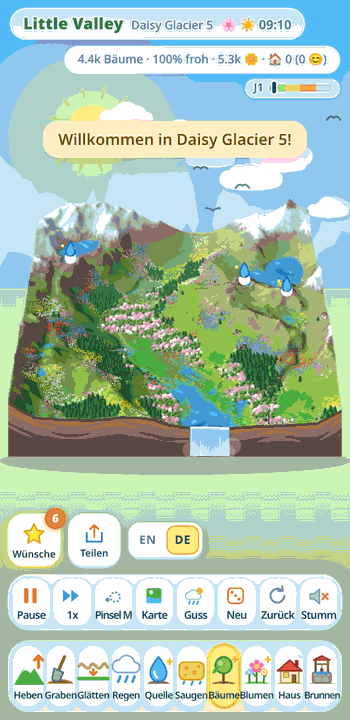 Little Valley Daisy Glacier 5 🌸 ☀️ 09:10
4.4k Bäume · 100% froh · 5.3k 🌼 · 🏠 0 (0 😊)
J1
Willkommen in Daisy Glacier 5!
6
Wünsche Teilen EN DE
Pause 1x Pinsel M Karte Guss Neu Zurück Stumm
Heben Graben Glätten Regen Quelle Saugen Bäume Blumen Haus Brunnen